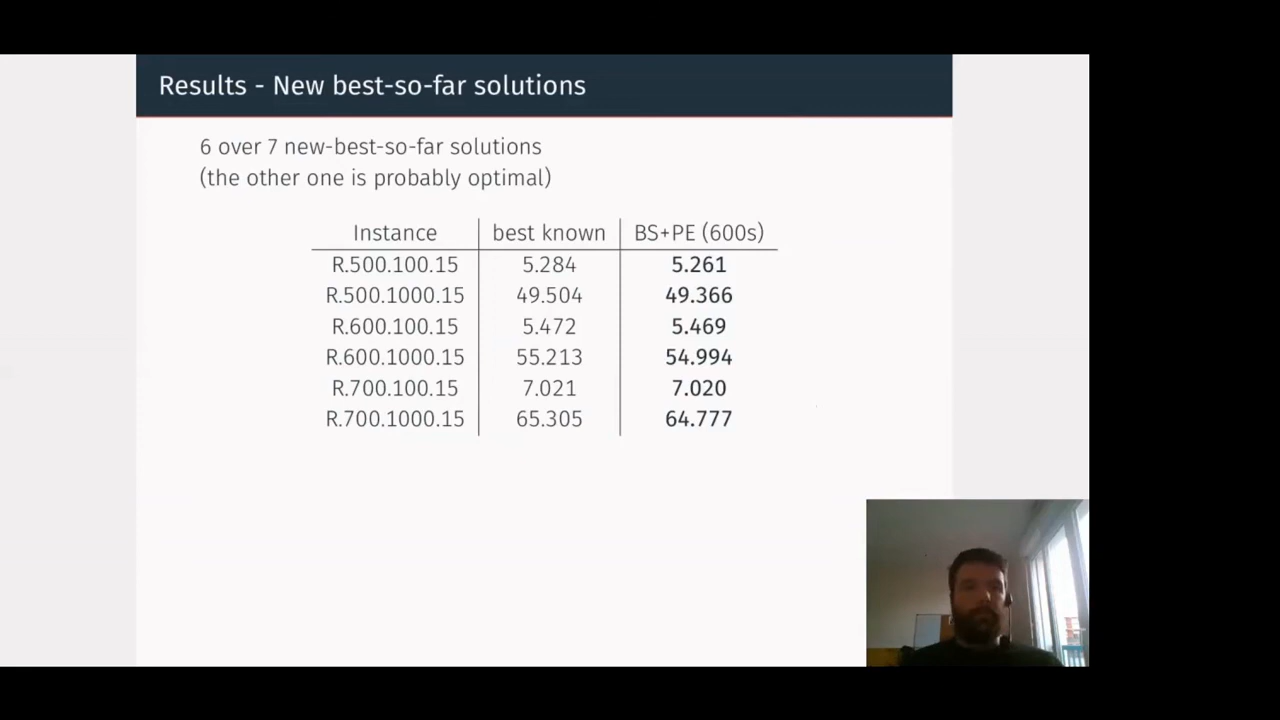 Results - New best-so-far solutions
6 over 7 new-best-so-far solutions
(the other one is probably optimal)
Instance best known BS+PE (600s)
R.500.100.15 5.284 5.261
R.500.1000.15 49.504 49.366
R.600.100.15 5.472 5.469
R.600.1000.15 55.213 54.994
R.700.100.15 7.021 7.020
R.700.1000.15 65.305 64.777